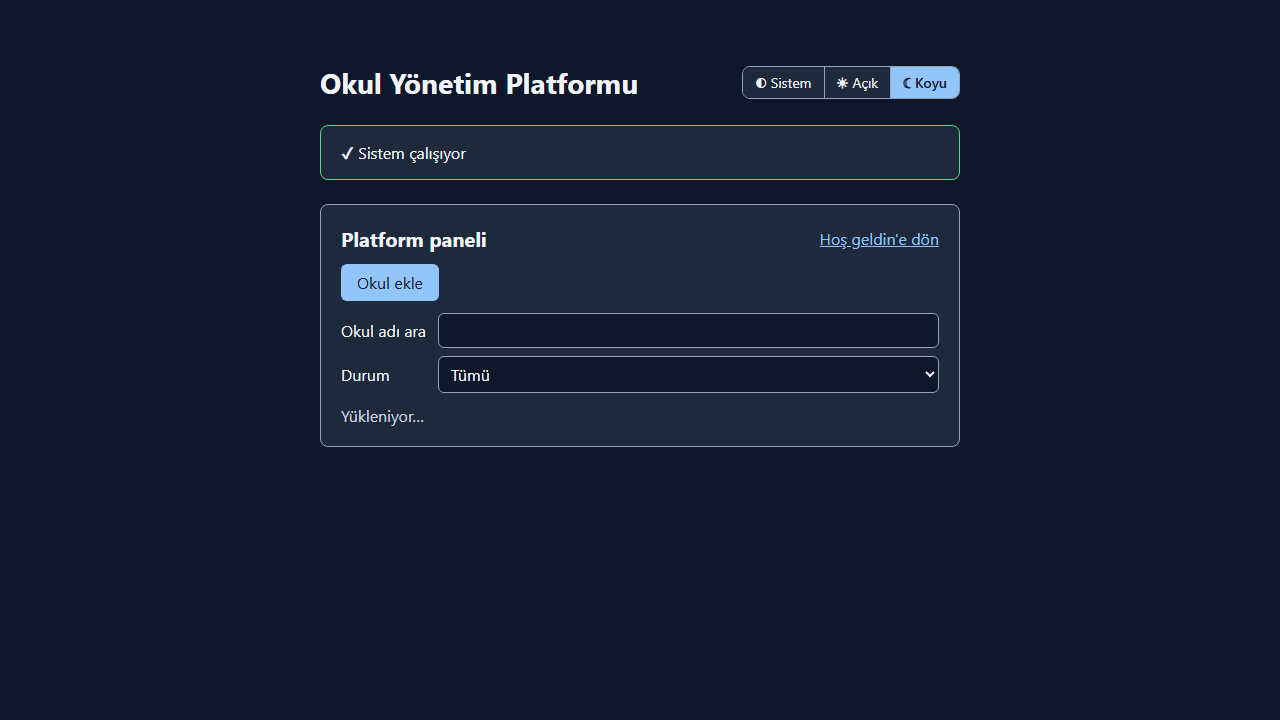 Okul Yönetim Platformu
◐ Sistem ☀ Açık ☾ Koyu
✔ Sistem çalışıyor
Platform paneli Hoş geldin'e dön
Okul ekle
Okul adı ara
Durum Tümü
Yükleniyor...